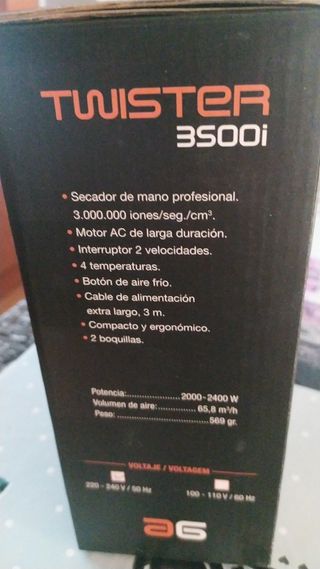 TWISTER
3500i
• Secador de mano profesional.
3.000.000 iones/seg./cm³.
• Motor AC de larga duración.
• Interruptor 2 velocidades.
• 4 temperaturas.
• Botón de aire frío.
• Cable de alimentación
extra largo, 3 m.
• Compacto y ergonómico.
• 2 boquillas.
Potencia:..................... 2000~2400 W
Volumen de aire:.............. 65,8 m³/h
Peso:................................. 569 gr.
VOLTAJE / VOLTAGEM
220 - 240 V / 50 Hz 100 - 110 V / 60 Hz
a6